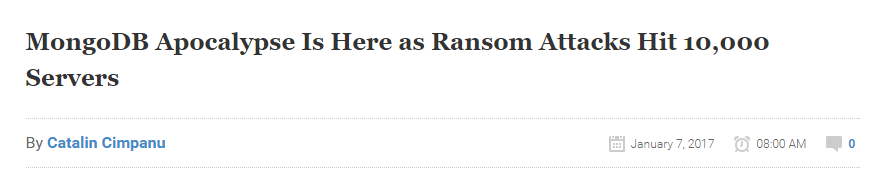 MongoDB Apocalypse Is Here as Ransom Attacks Hit 10,000
Servers
By Catalin Cimpanu January 7, 2017 08:00 AM 0